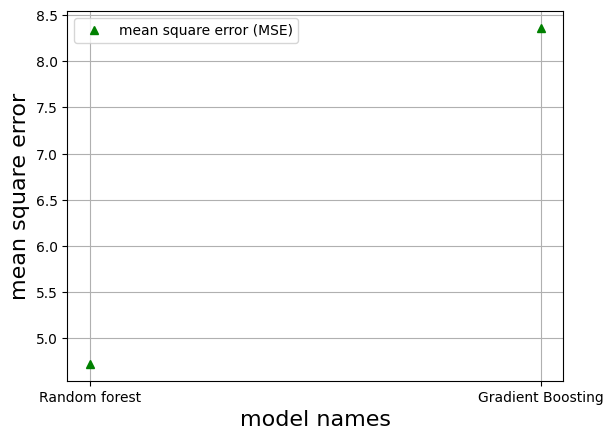 mean square error (MSE)
8.5
8.0
7.5
7.0
6.5
6.0
5.5
5.0
mean square error
Random forest
Gradient Boosting
model names